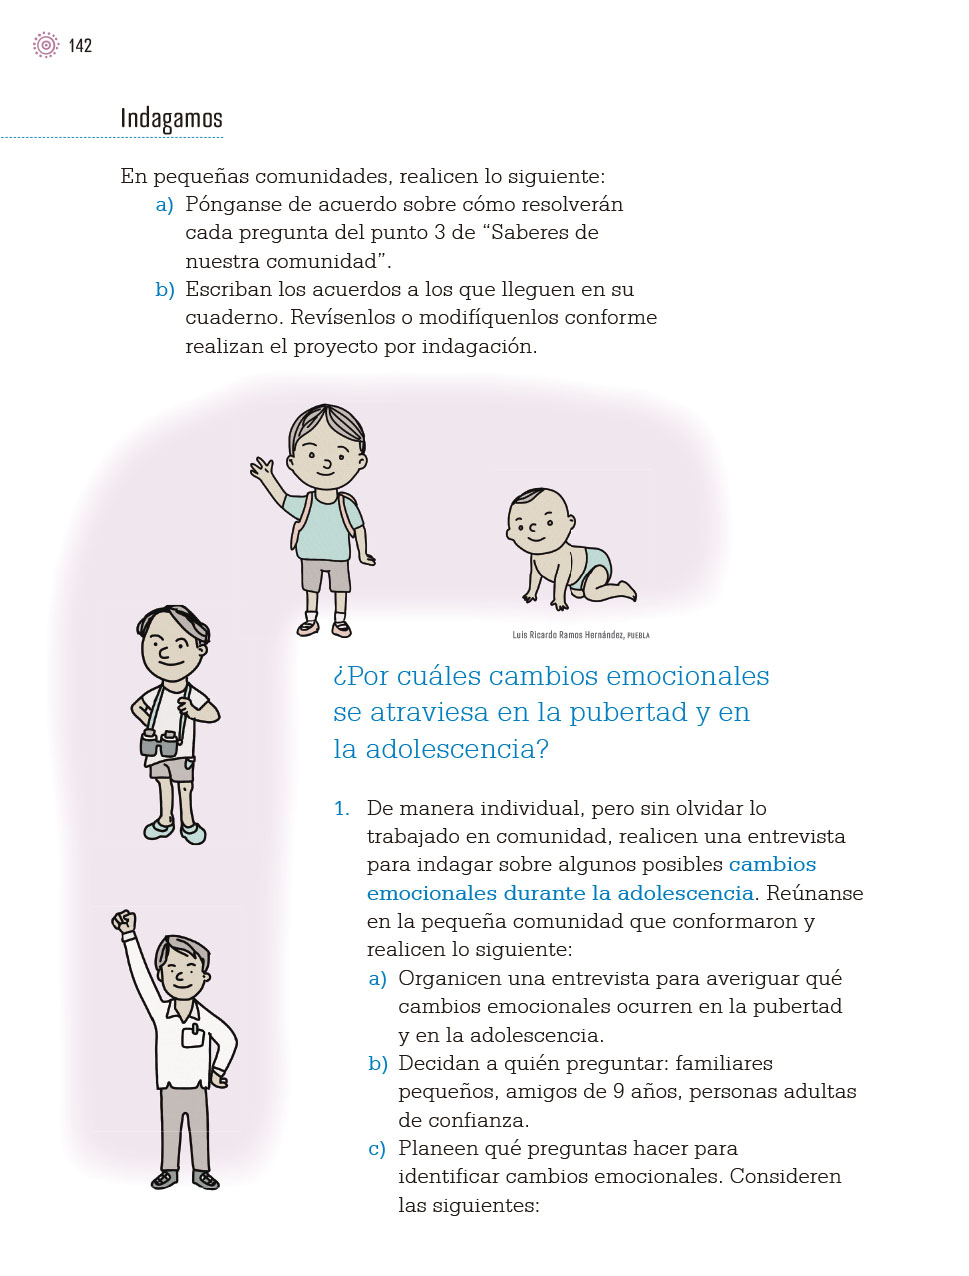 142
Indagamos
En pequeñas comunidades, realicen lo siguiente:
a) Pónganse de acuerdo sobre cómo resolverán
cada pregunta del punto 3 de “Saberes de
nuestra comunidad”.
b) Escriban los acuerdos a los que lleguen en su
cuaderno. Revísenlos o modifíquenlos conforme
realizan el proyecto por indagación.
Luis Ricardo Ramos Hernández, PUEBLA
¿Por cuáles cambios emocionales
se atraviesa en la pubertad y en
la adolescencia?
1. De manera individual, pero sin olvidar lo
trabajado en comunidad, realicen una entrevista
para indagar sobre algunos posibles cambios
emocionales durante la adolescencia. Reúnanse
en la pequeña comunidad que conformaron y
realicen lo siguiente:
a) Organicen una entrevista para averiguar qué
cambios emocionales ocurren en la pubertad
y en la adolescencia.
b) Decidan a quién preguntar: familiares
pequeños, amigos de 9 años, personas adultas
de confianza.
c) Planeen qué preguntas hacer para
identificar cambios emocionales. Consideren
las siguientes: